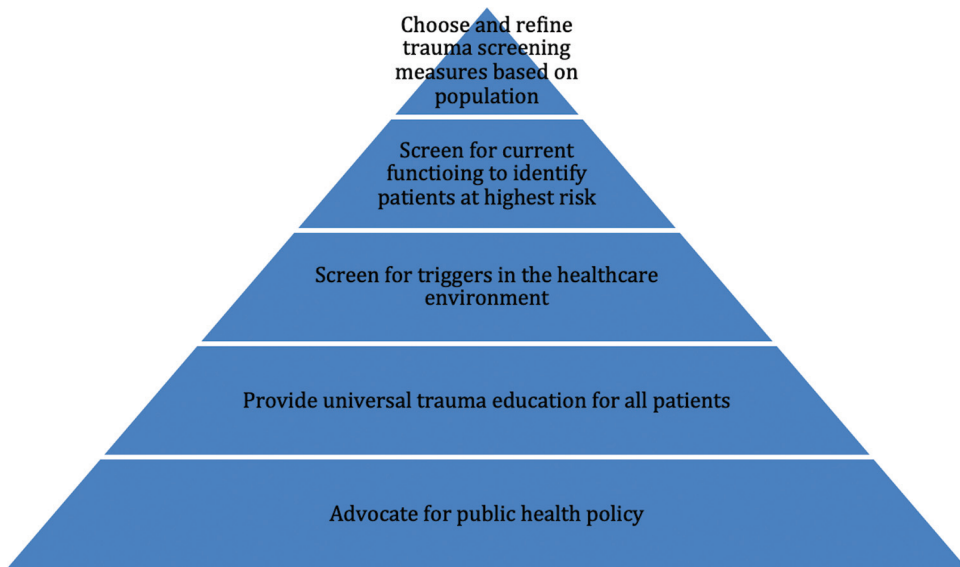 Choose and refine
trauma screening
measures based on
population
Screen for current
functioing to identify
patients at highest risk
Screen for triggers in the healthcare
environment
Provide universal trauma education for all patients
Advocate for public health policy